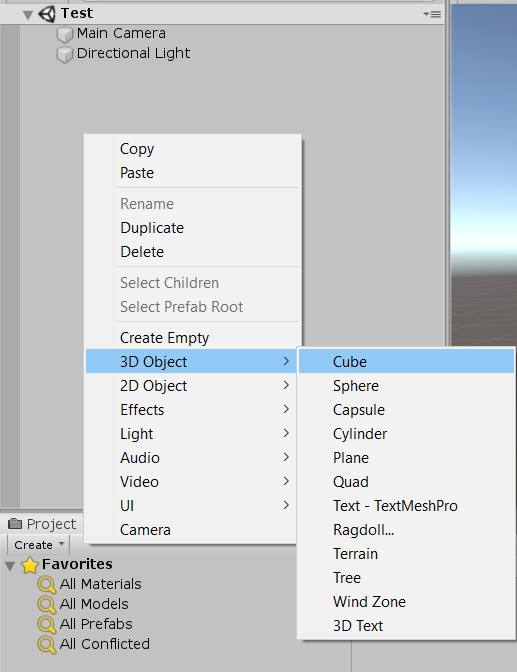 Test
Main Camera
Directional Light
Copy
Paste
Rename
Duplicate
Delete
Select Children
Select Prefab Root
Create Empty
3D Object
2D Object
Effects
Light
Audio
Video
UI
Camera
Cube
Sphere
Capsule
Cylinder
Plane
Quad
Text - TextMeshPro
Ragdoll...
Terrain
Tree
Wind Zone
3D Text
Project
Create
Favorites
All Materials
All Models
All Prefabs
All Conflicted